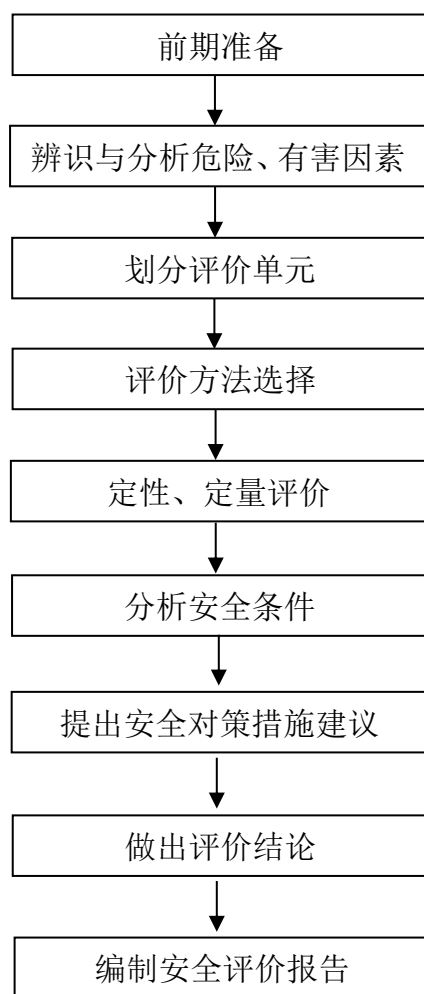 前期准备
辨识与分析危险、有害因素
划分评价单元
评价方法选择
定性、定量评价
分析安全条件
提出安全对策措施建议
做出评价结论
编制安全评价报告